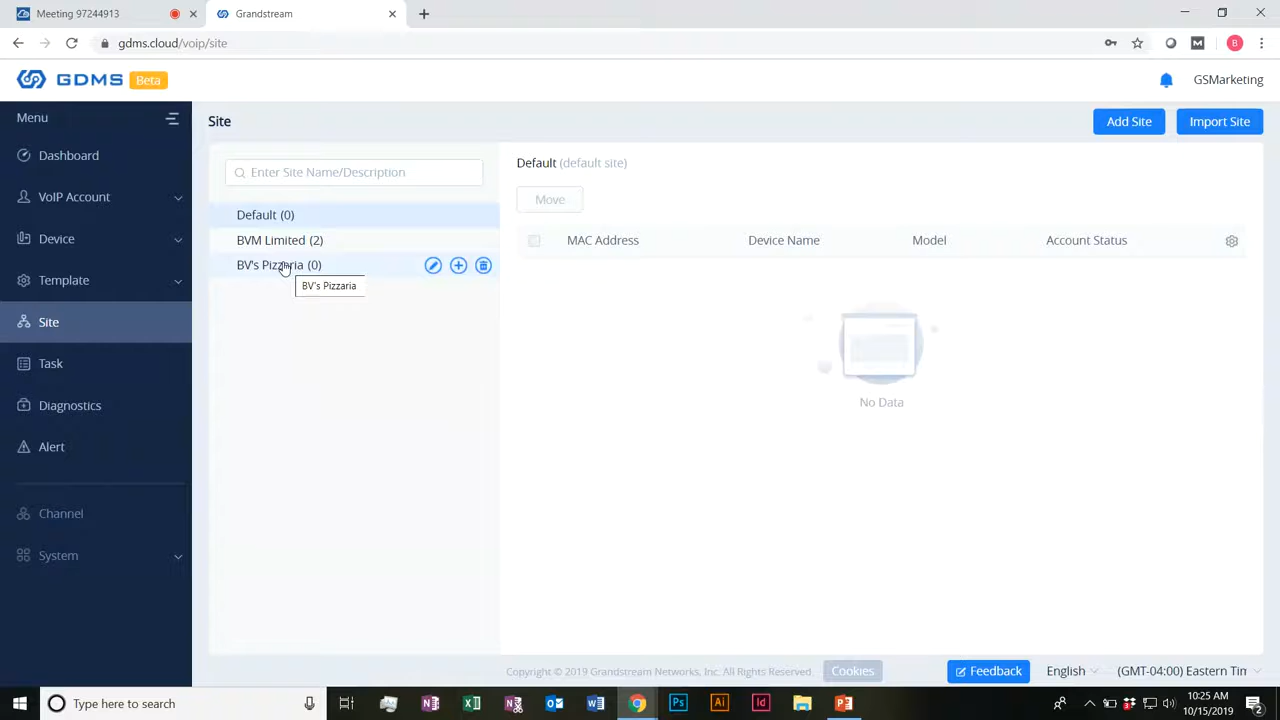 Meeting 97244913
Grandstream
gdms.cloud/voip/site
B
GDMS Beta
GSMarketing
Menu
Dashboard
VoIP Account
Device
Template
Site
Task
Diagnostics
Alert
Channel
System
Site
Add Site
Import Site
Enter Site Name/Description
Default (0)
BVM Limited (2)
BV's Pizzaria (0)
BV's Pizzaria
Default (default site)
Move
MAC Address
Device Name
Model
Account Status
No Data
Copyright © 2019 Grandstream Networks, Inc. All Rights Reserved.
Cookies
Feedback
English
(GMT-04:00) Eastern Tim
Type here to search
Ps
Ai
Id
10:25 AM
10/15/2019
2